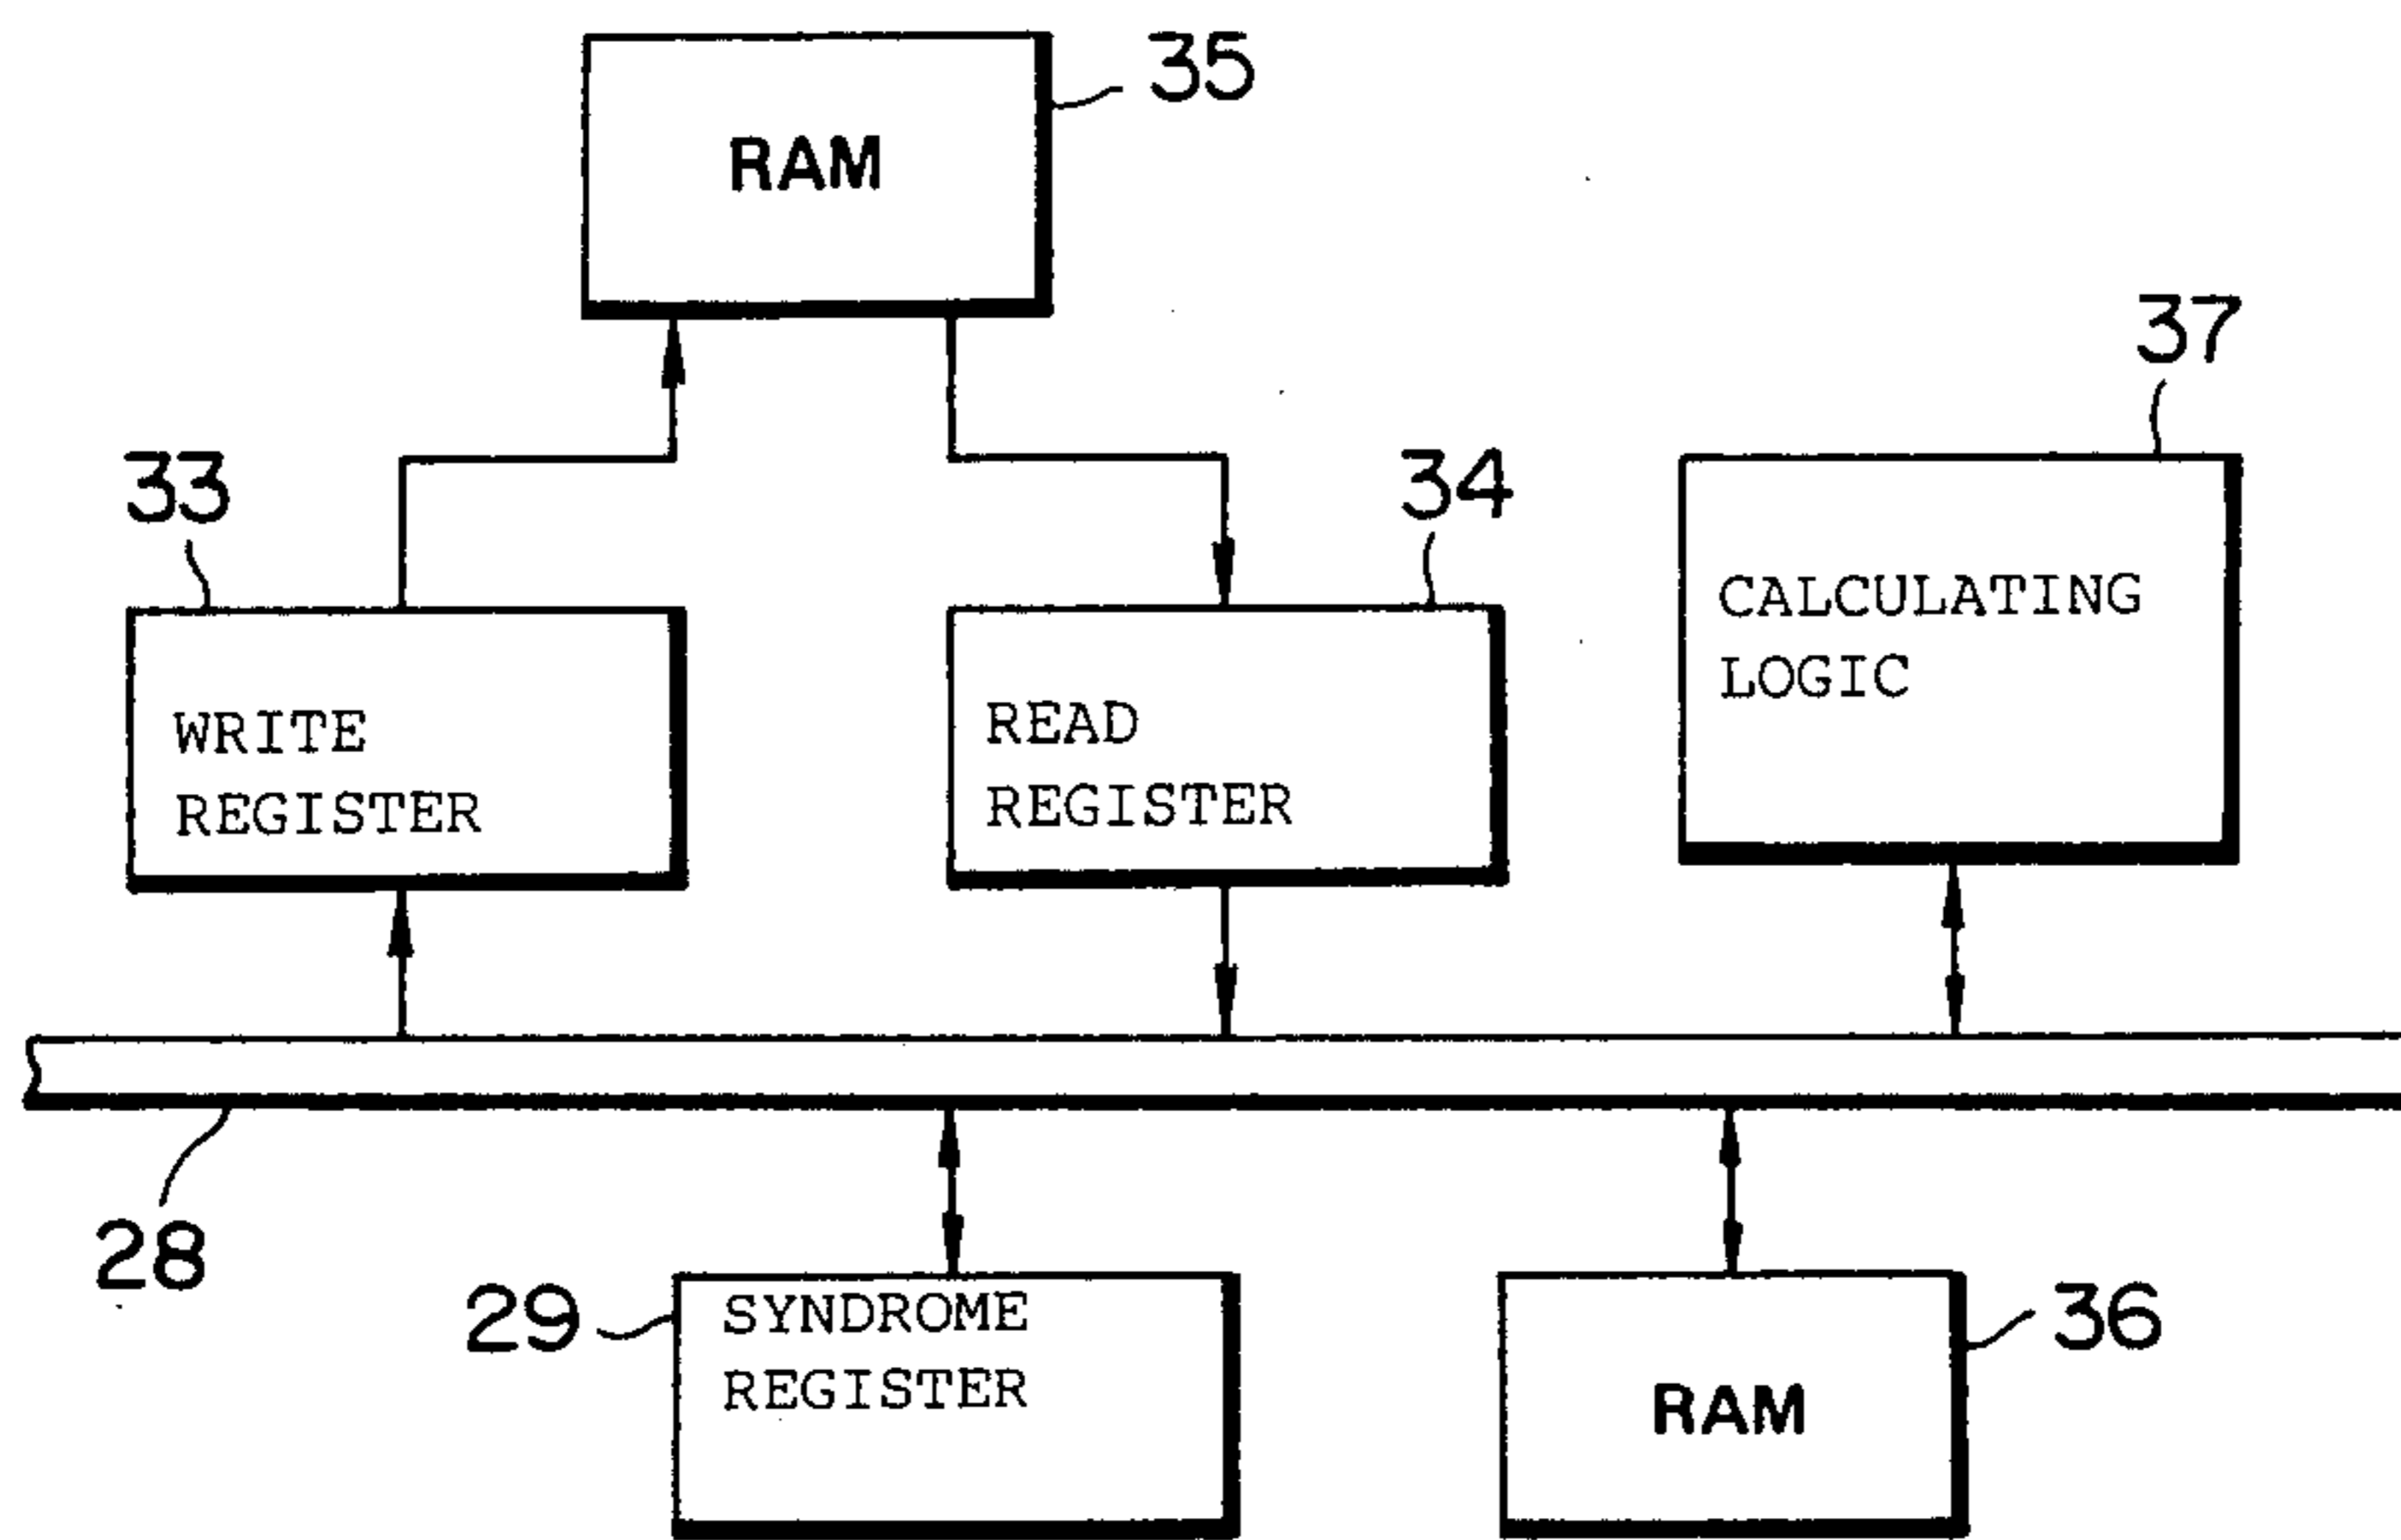 35
RAM
37
33
34
CALCULATING
LOGIC
WRITE
REGISTER
READ
REGISTER
28
29
SYNDROME
REGISTER
36
RAM